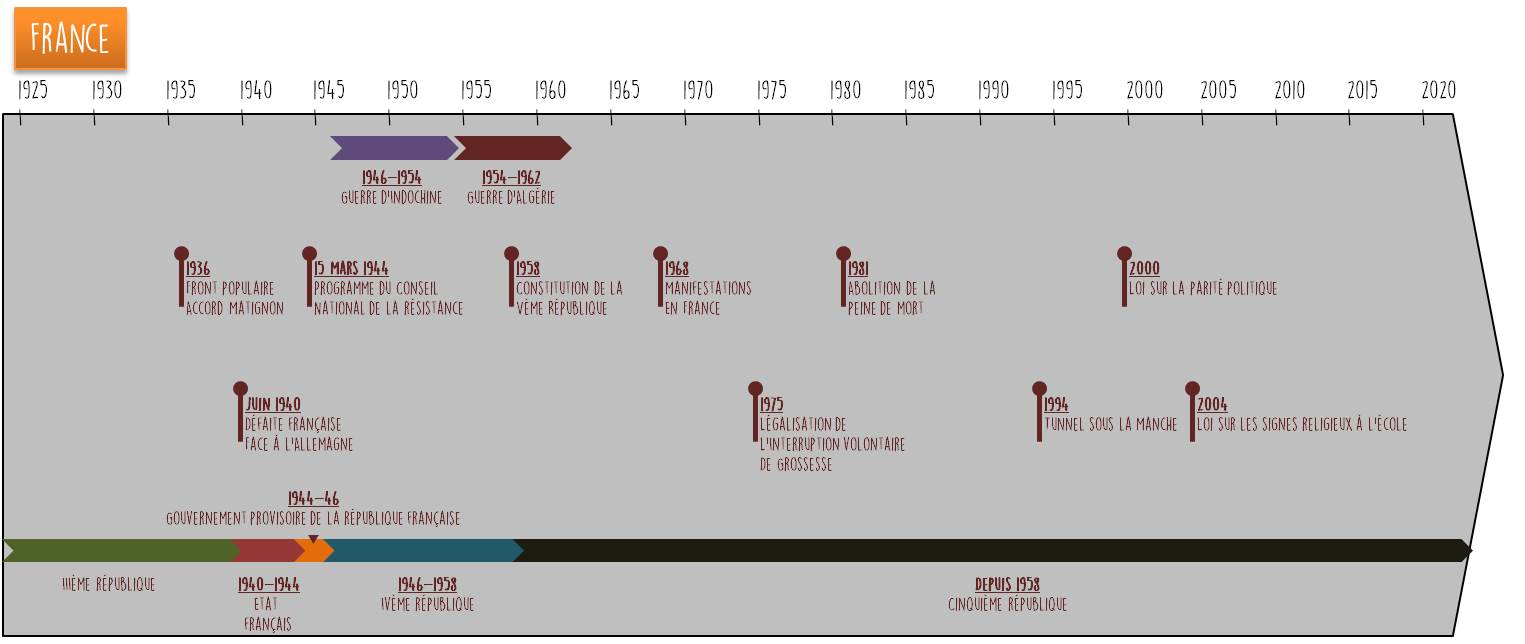 FRANCE
1925 1930 1935 1940 1945 1950 1955 1960 1965 1970 1975 1980 1985 1990 1995 2000 2005 2010 2015 2020
1946-1954
GUERRE D'INDOCHINE
1954-1962
GUERRE D'ALGÉRIE
1936
FRONT POPULAIRE
ACCORD MATIGNON
15 MARS 1944
PROGRAMME DU CONSEIL
NATIONAL DE LA RÉSISTANCE
1958
CONSTITUTION DE LA
VÈME RÉPUBLIQUE
1968
MANIFESTATIONS
EN FRANCE
1981
ABOLITION DE LA
PEINE DE MORT
2000
LOI SUR LA PARITÉ POLITIQUE
JUIN 1940
DÉFAITE FRANÇAISE
FACE À L'ALLEMAGNE
1975
LÉGALISATION DE
L'INTERRUPTION VOLONTAIRE
DE GROSSESSE
1994
TUNNEL SOUS LA MANCHE
2004
LOI SUR LES SIGNES RELIGIEUX À L'ÉCOLE
1944-46
GOUVERNEMENT PROVISOIRE DE LA RÉPUBLIQUE FRANÇAISE
IIIÈME RÉPUBLIQUE
1940-1944
ETAT
FRANÇAIS
1946-1958
IVÈME RÉPUBLIQUE
DEPUIS 1958
CINQUIÈME RÉPUBLIQUE